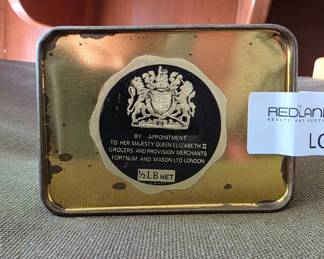 BY APPOINTMENT
TO HER MAJESTY QUEEN ELIZABETH II
GROCERS AND PROVISION MERCHANTS
FORTNUM AND MASON LTD LONDON
½ LB NET
REDLAN
LO